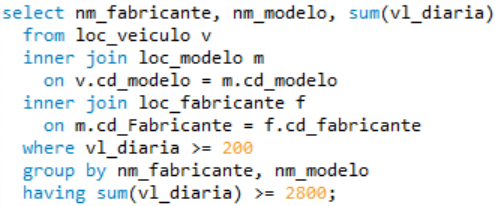 select nm_fabricante, nm_modelo, sum(vl_diaria)
from loc_veiculo v
inner join loc_modelo m
on v.cd_modelo = m.cd_modelo
inner join loc_fabricante f
on m.cd_Fabricante = f.cd_fabricante
where vl_diaria >= 200
group by nm_fabricante, nm_modelo
having sum(vl_diaria) >= 2800;